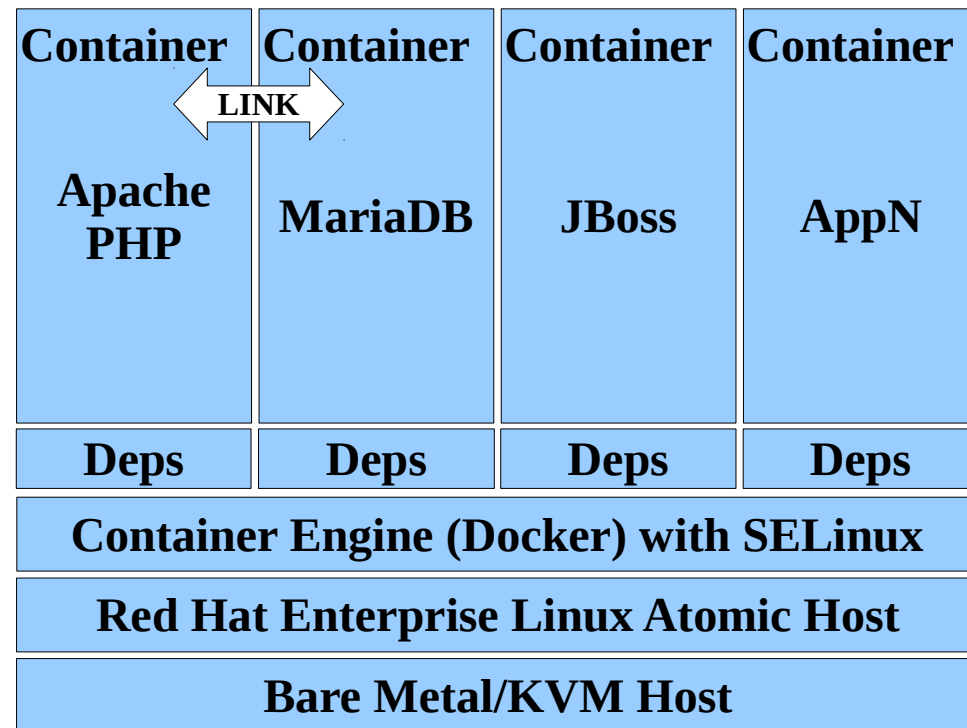 Container
Container
Container
Container
LINK
Apache
PHP
MariaDB
JBoss
AppN
Deps
Deps
Deps
Deps
Container Engine (Docker) with SELinux
Red Hat Enterprise Linux Atomic Host
Bare Metal/KVM Host